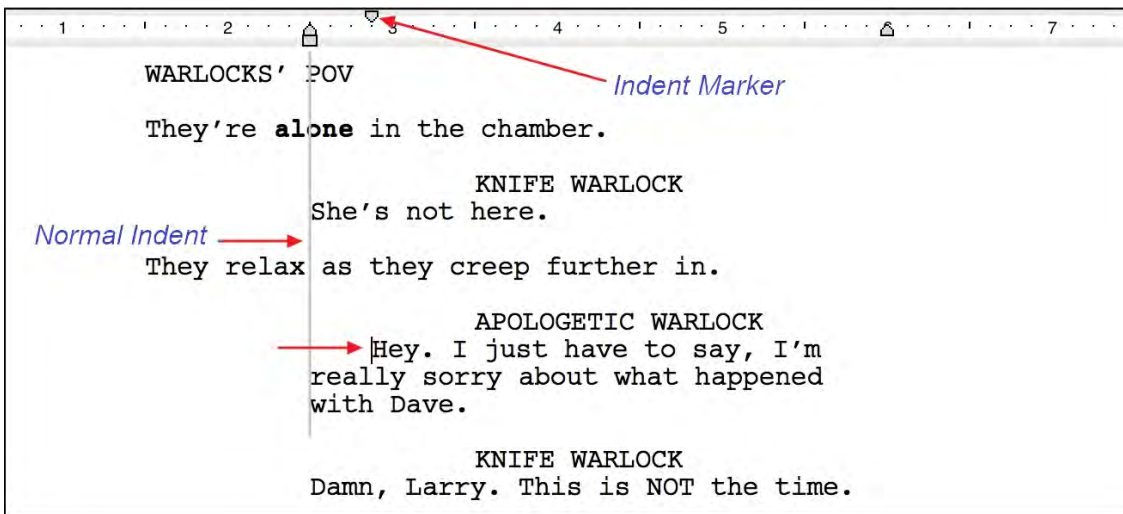 1 2 3 4 5 6 7
WARLOCKS’ POV
Indent Marker
They’re alone in the chamber.
KNIFE WARLOCK
She’s not here.
Normal Indent
They relax as they creep further in.
APOLOGETIC WARLOCK
Hey. I just have to say, I’m
really sorry about what happened
with Dave.
KNIFE WARLOCK
Damn, Larry. This is NOT the time.